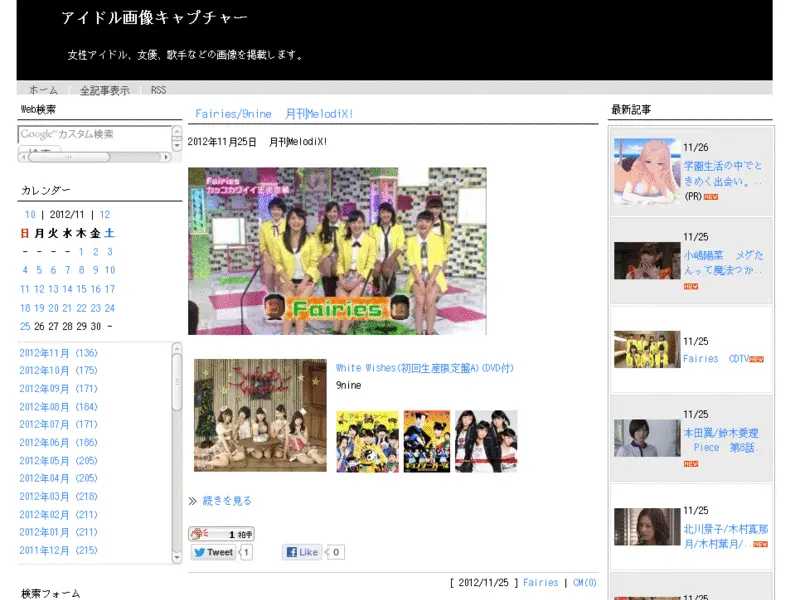 アイドル画像キャプチャー
女性アイドル、女優、歌手などの画像を掲載します。
ホーム | 全記事表示 | RSS
Web検索
Google™カスタム検索
カレンダー
10 | 2012/11 | 12
日 月 火 水 木 金 土
- - - - 1 2 3
4 5 6 7 8 9 10
11 12 13 14 15 16 17
18 19 20 21 22 23 24
25 26 27 28 29 30 -
2012年11月 (136)
2012年10月 (175)
2012年09月 (171)
2012年08月 (184)
2012年07月 (171)
2012年06月 (186)
2012年05月 (205)
2012年04月 (205)
2012年03月 (218)
2012年02月 (211)
2012年01月 (211)
2011年12月 (215)
検索フォーム
Fairies/9nine 月刊MelodiX!
2012年11月25日 月刊MelodiX!
Fairies
カッコカワイイ
Fairies
White Wishes(初回生産限定盤A)(DVD付)
9nine
≫ 続きを見る
1 拍手
Tweet 1
Like 0
[ 2012/11/25 ] Fairies | CM(0)
最新記事
11/26
学園生活の中でと
きめく出会い。..
(PR) NEW
11/25
小嶋陽菜 メグた
んって魔法つか..
NEW
11/25
Fairies CDTV NEW
11/25
本田翼/鈴木愛理
Piece 第8話..
NEW
11/25
北川景子/木村真那
月/木村葉月/.. NEW
11/25